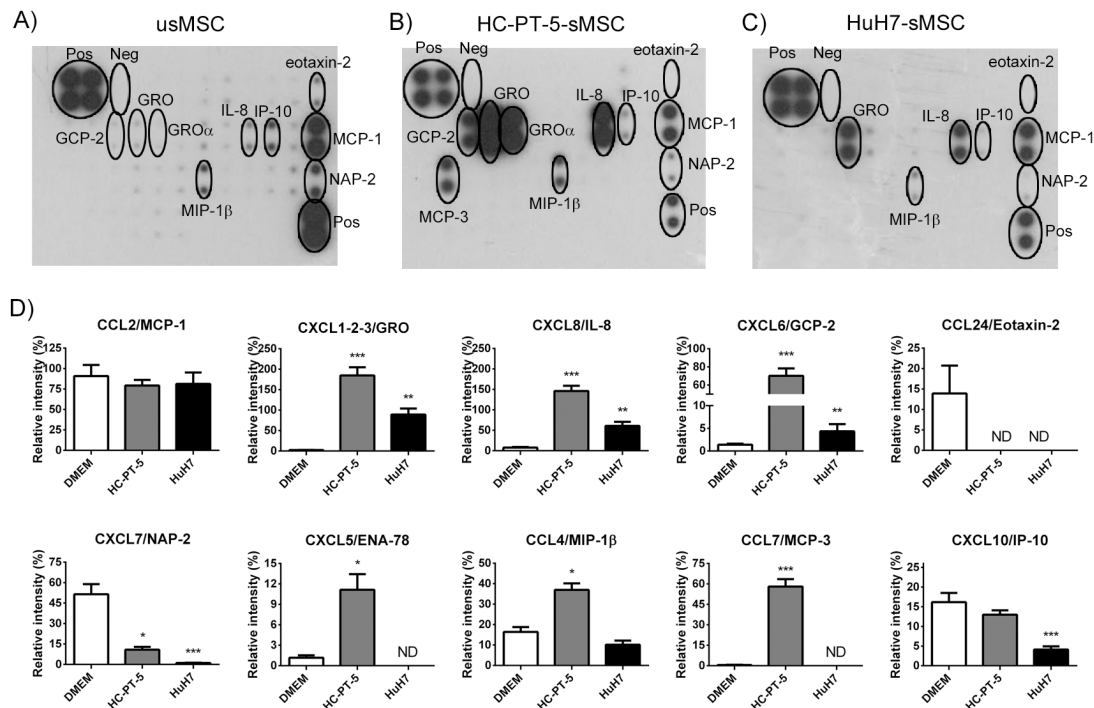 A)
usMSC
Pos
Neg
eotaxin-2
GRO
IL-8
IP-10
GCP-2
GROα
MCP-1
NAP-2
MIP-1β
Pos
B)
HC-PT-5-sMSC
Pos
Neg
eotaxin-2
GRO
IL-8
IP-10
GCP-2
GROα
MCP-1
NAP-2
MCP-3
MIP-1β
Pos
C)
HuH7-sMSC
Pos
Neg
eotaxin-2
GRO
IL-8
IP-10
MCP-1
NAP-2
MIP-1β
Pos
D)
CCL2/MCP-1
Relative intensity (%)
125
100
75
50
25
0
DMEM
HC-PT-5
HuH7
CXCL1-2-3/GRO
Relative intensity (%)
250
200
150
100
50
0
***
**
DMEM
HC-PT-5
HuH7
CXCL8/IL-8
Relative intensity (%)
250
200
150
100
50
0
***
**
DMEM
HC-PT-5
HuH7
CXCL6/GCP-2
Relative intensity (%)
100
80
60
40
20
5
0
***
**
DMEM
HC-PT-5
HuH7
CCL24/Eotaxin-2
Relative intensity (%)
25
20
15
10
5
0
ND
ND
DMEM
HC-PT-5
HuH7
CXCL7/NAP-2
Relative intensity (%)
75
60
45
30
15
0
*
***
DMEM
HC-PT-5
HuH7
CXCL5/ENA-78
Relative intensity (%)
15
12
9
6
3
0
*
ND
DMEM
HC-PT-5
HuH7
CCL4/MIP-1β
Relative intensity (%)
50
40
30
20
10
0
*
DMEM
HC-PT-5
HuH7
CCL7/MCP-3
Relative intensity (%)
75
60
45
30
15
0
***
ND
DMEM
HC-PT-5
HuH7
CXCL10/IP-10
Relative intensity (%)
25
20
15
10
5
0
***
DMEM
HC-PT-5
HuH7